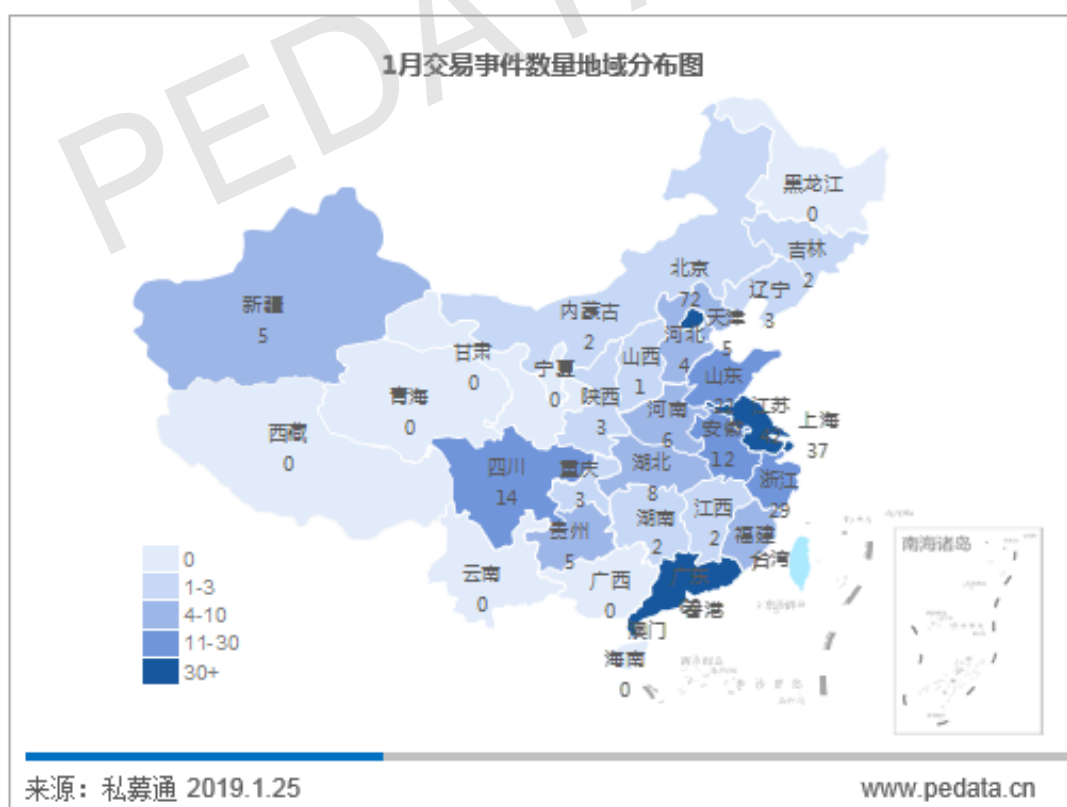 PEDATA
1月交易事件数量地域分布图
黑龙江
0
吉林
2
辽宁
3
北京
72
天津
5
河北
4
内蒙古
2
新疆
5
甘肃
0
宁夏
0
山西
1
山东
青海
0
陕西
3
河南
6
江苏
上海
37
安徽
12
西藏
0
四川
14
重庆
3
湖北
8
浙江
29
湖南
2
江西
2
福建
贵州
5
台湾
云南
0
广西
0
广东
香港
澳门
海南
0
南海诸岛
0
1-3
4-10
11-30
30+
来源：私募通 2019.1.25
www.pedata.cn